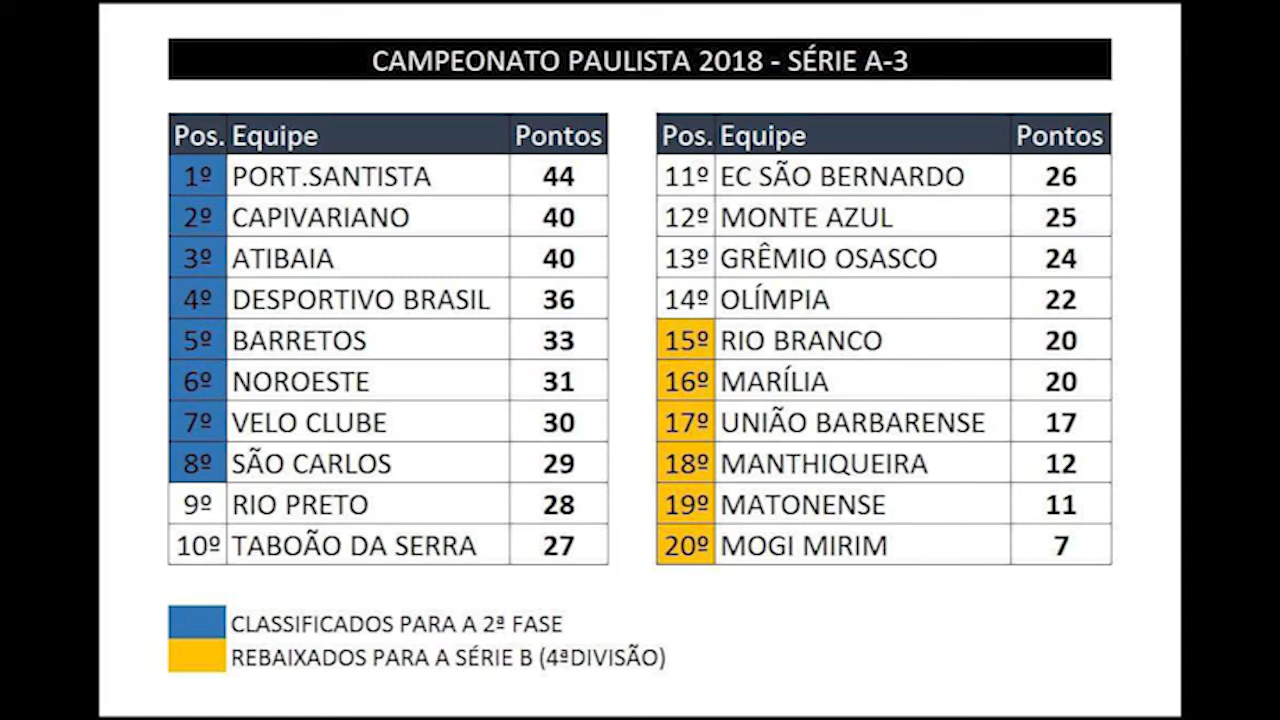 CAMPEONATO PAULISTA 2018 - SÉRIE A-3
Pos. Equipe Pontos
1º PORT.SANTISTA 44
2º CAPIVARIANO 40
3º ATIBAIA 40
4º DESPORTIVO BRASIL 36
5º BARRETOS 33
6º NOROESTE 31
7º VELO CLUBE 30
8º SÃO CARLOS 29
9º RIO PRETO 28
10º TABOÃO DA SERRA 27
Pos. Equipe Pontos
11º EC SÃO BERNARDO 26
12º MONTE AZUL 25
13º GRÊMIO OSASCO 24
14º OLÍMPIA 22
15º RIO BRANCO 20
16º MARÍLIA 20
17º UNIÃO BARBARENSE 17
18º MANTHIQUEIRA 12
19º MATONENSE 11
20º MOGI MIRIM 7
CLASSIFICADOS PARA A 2ª FASE
REBAIXADOS PARA A SÉRIE B (4ªDIVISÃO)